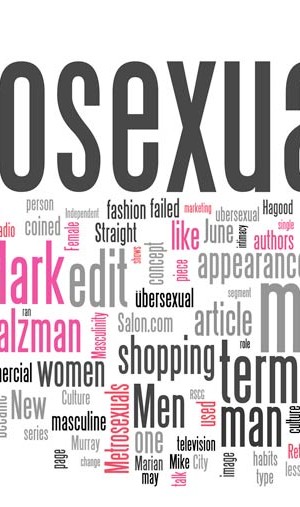 osexua
person
Independent
fashion
failed
marketing
ubersexual
Hagood
adio
coined
Female
Straight
shows
like
June
intimacy
single
authors
Mark
edit
concept
piece
appearance
ran
alzman
Masculinity
übersexual
segment
m
Salon.com
article
role
shopping
term
mercial
women
became
New
Culture
Metrosexuals
Men
RSCG
used
man
culture
series
masculine
one
television
Murray
page
change
Marian
Mike
City
may
talk
image
habits
type
Ret
less